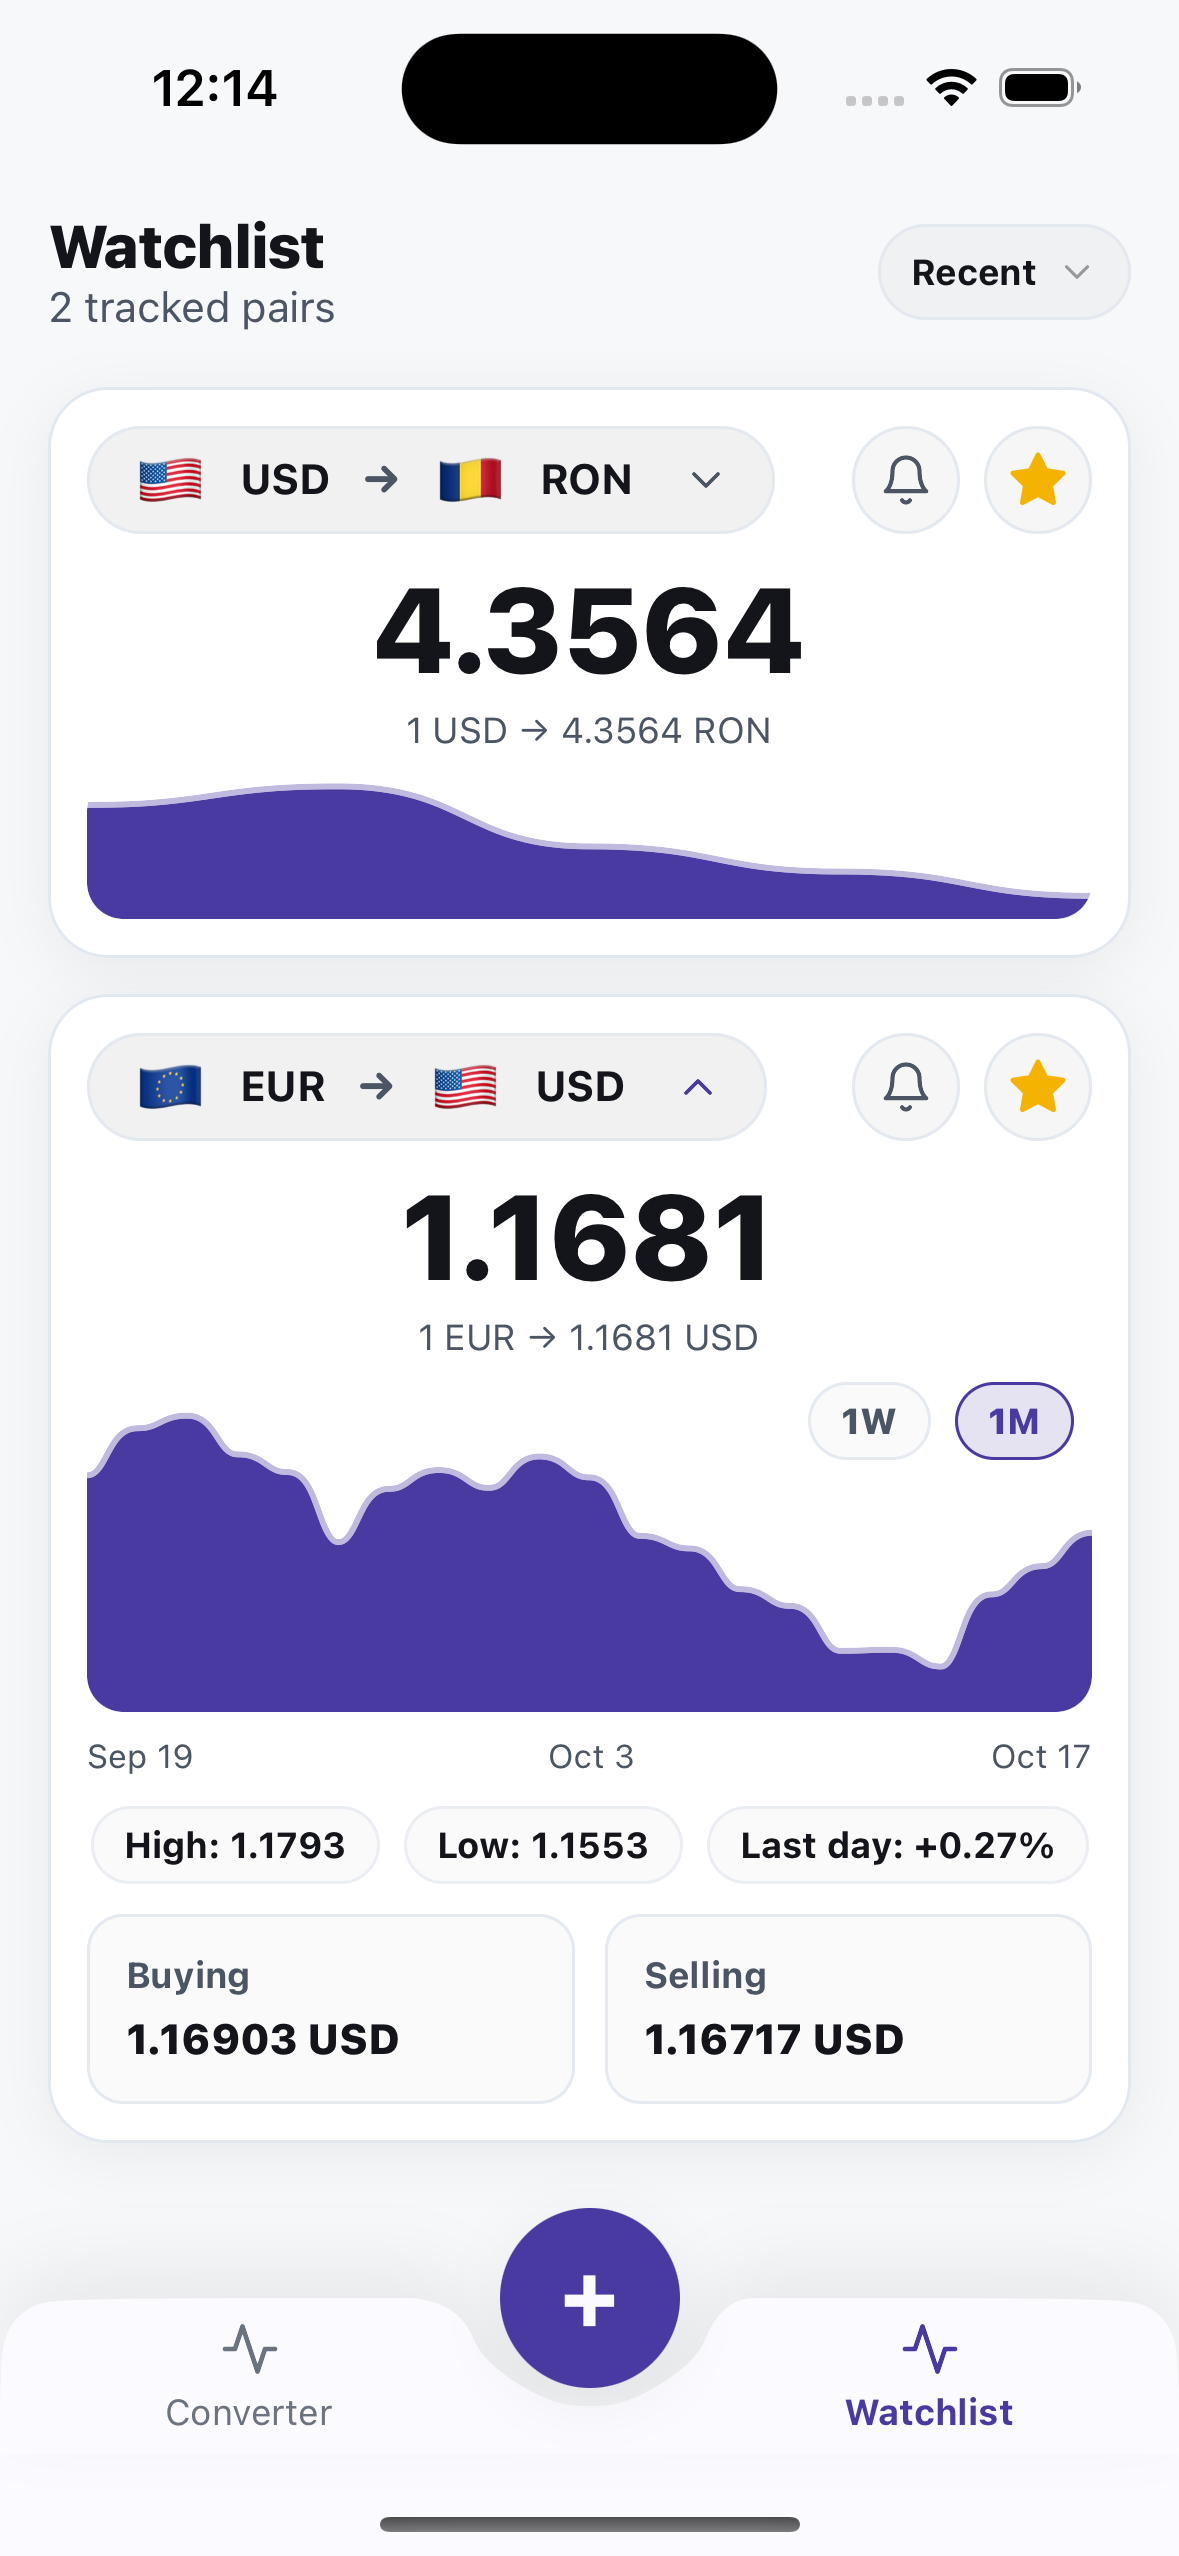 12:14
Watchlist
2 tracked pairs
Recent
USD → RON
4.3564
1 USD → 4.3564 RON
EUR → USD
1.1681
1 EUR → 1.1681 USD
1W 1M
Sep 19 Oct 3 Oct 17
High: 1.1793 Low: 1.1553 Last day: +0.27%
Buying Selling
1.16903 USD 1.16717 USD
+
Converter Watchlist